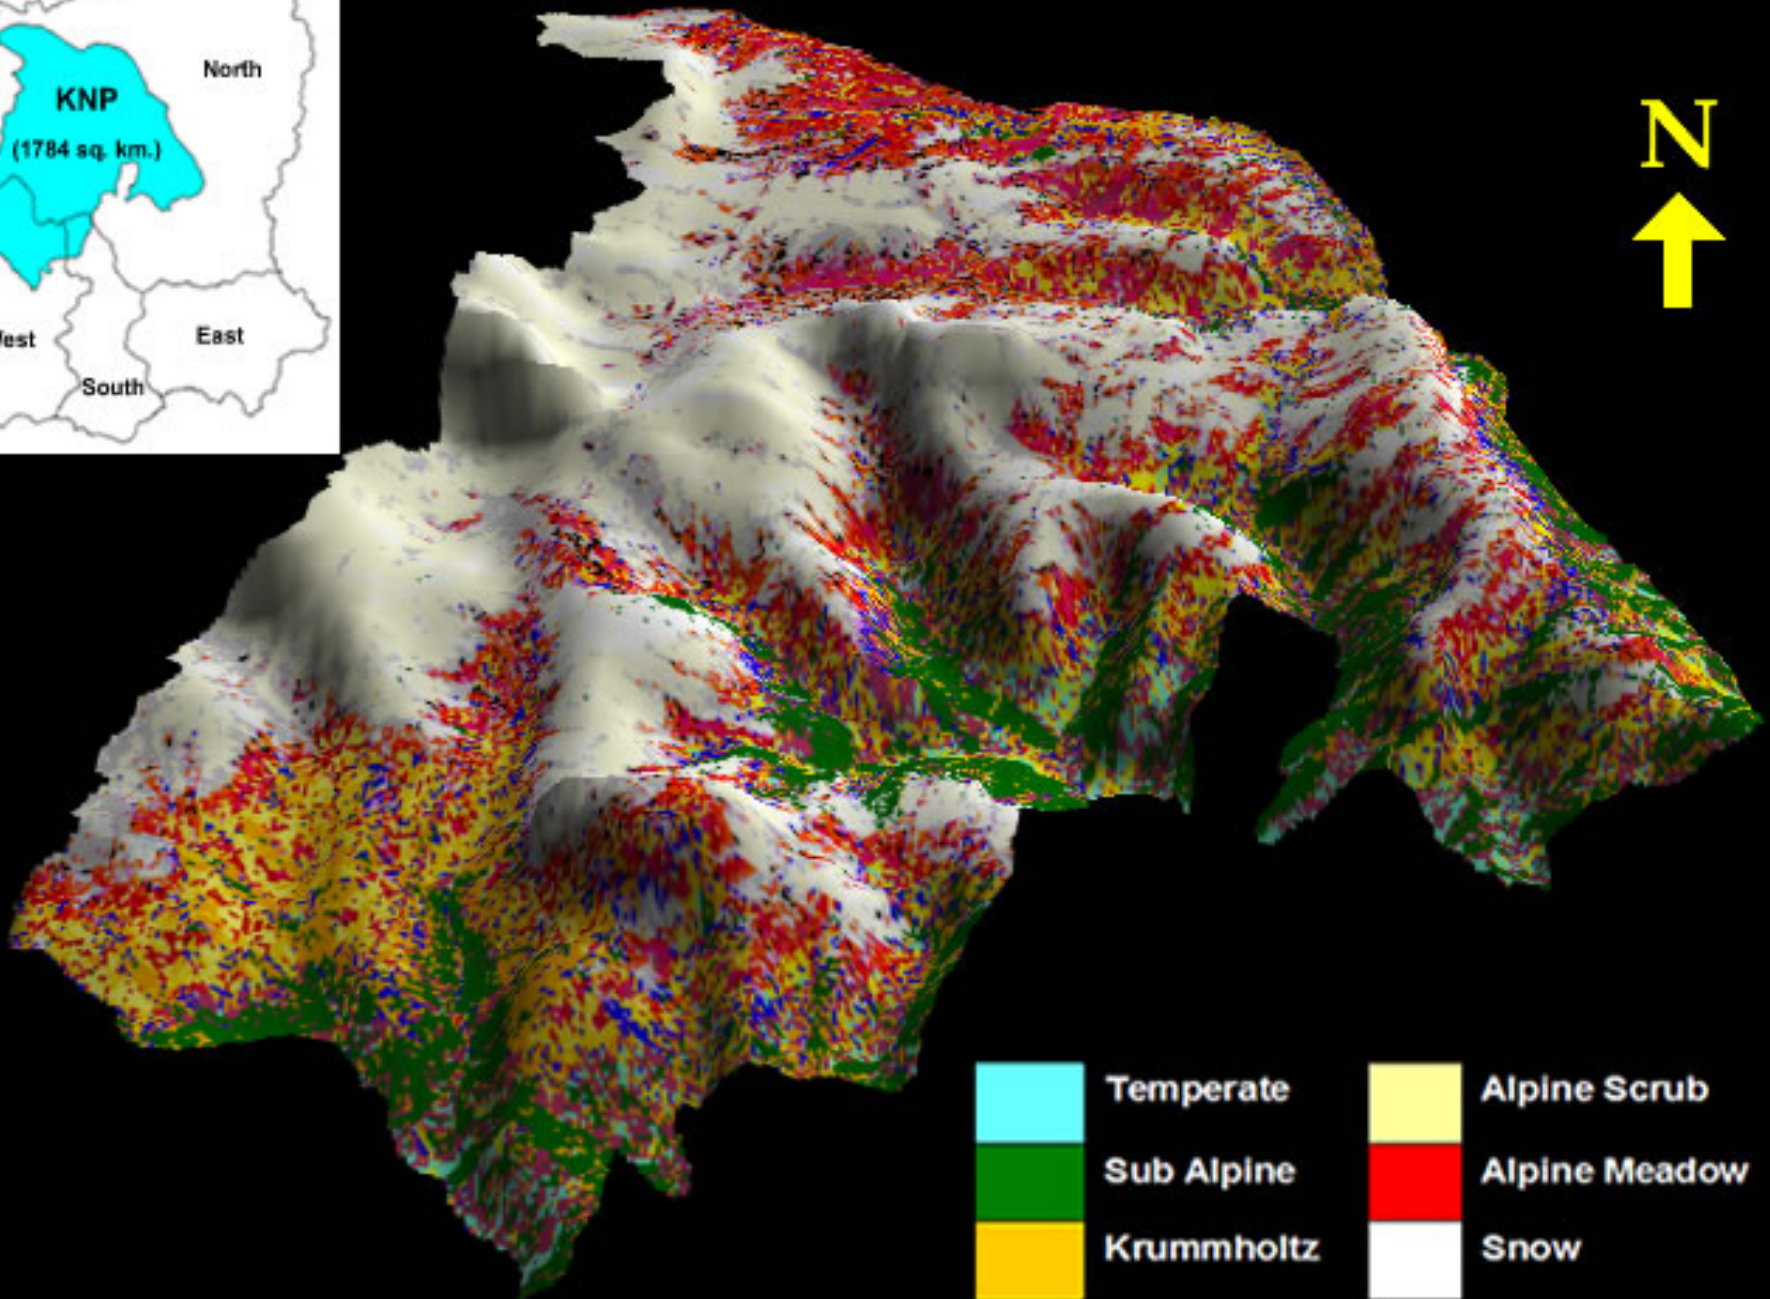 North
KNP
(1784 sq. km.)
East
South
N
Temperate
Alpine Scrub
Sub Alpine
Alpine Meadow
Krummholtz
Snow